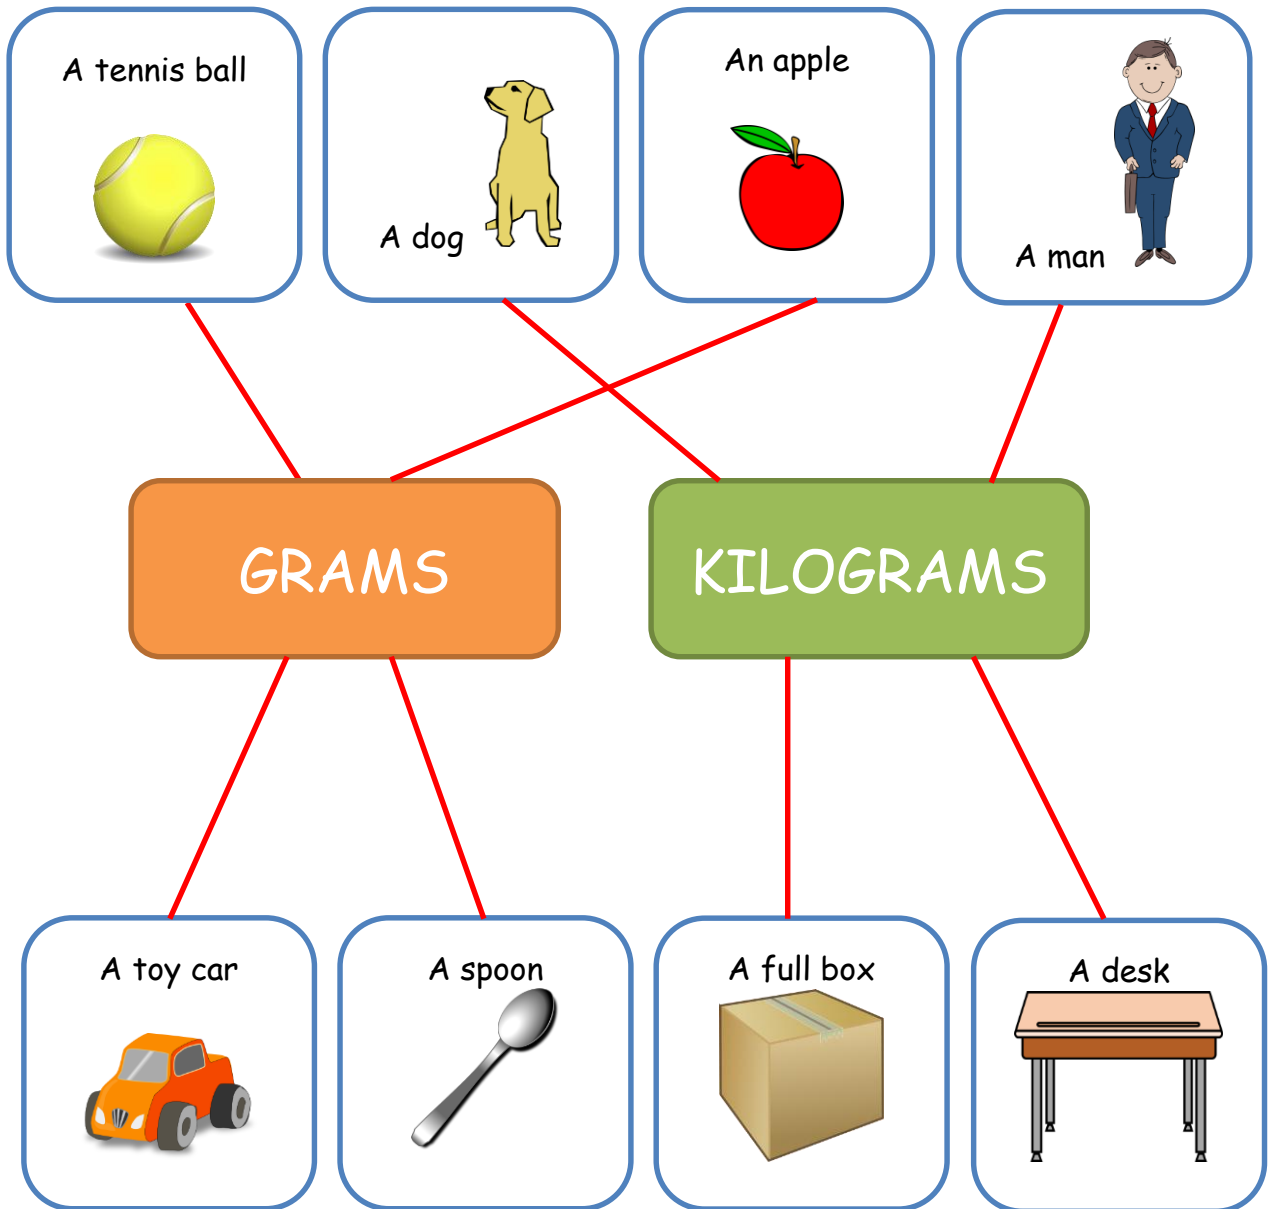 A tennis ball
A dog
An apple
A man
GRAMS
KILOGRAMS
A toy car
A spoon
A full box
A desk